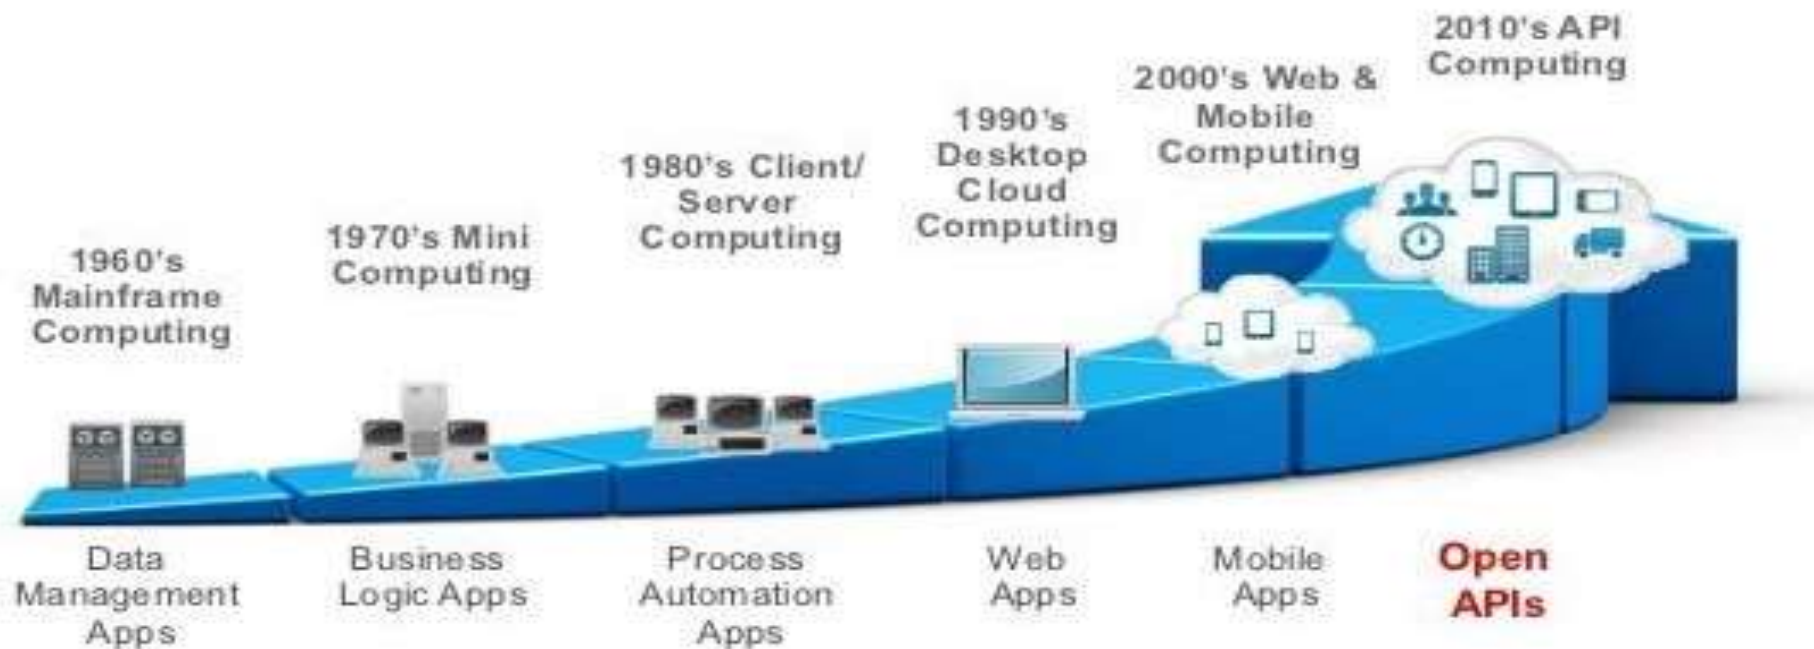 1960's
Mainframe
Computing
1970's Mini
Computing
1980's Client/
Server
Computing
1990's
Desktop
Cloud
Computing
2000's Web &
Mobile
Computing
2010's API
Computing
Data
Management
Apps
Business
Logic Apps
Process
Automation
Apps
Web
Apps
Mobile
Apps
Open
APIs